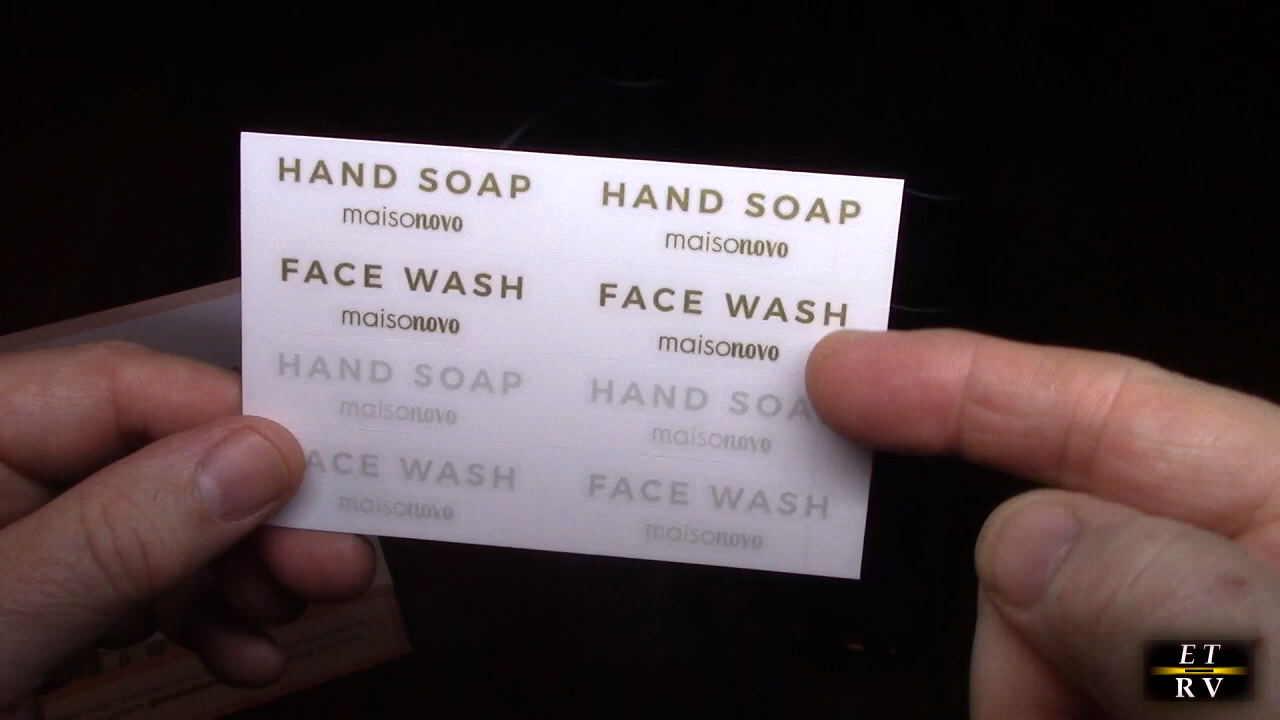 HAND SOAP
maisonovo
HAND SOAP
maisonovo
FACE WASH
maisonovo
FACE WASH
maisonovo
HAND SOAP
maisonovo
HAND SOA
maisonovo
ACE WASH
maisonovo
FACE WASH
maisonovo
ET
RV